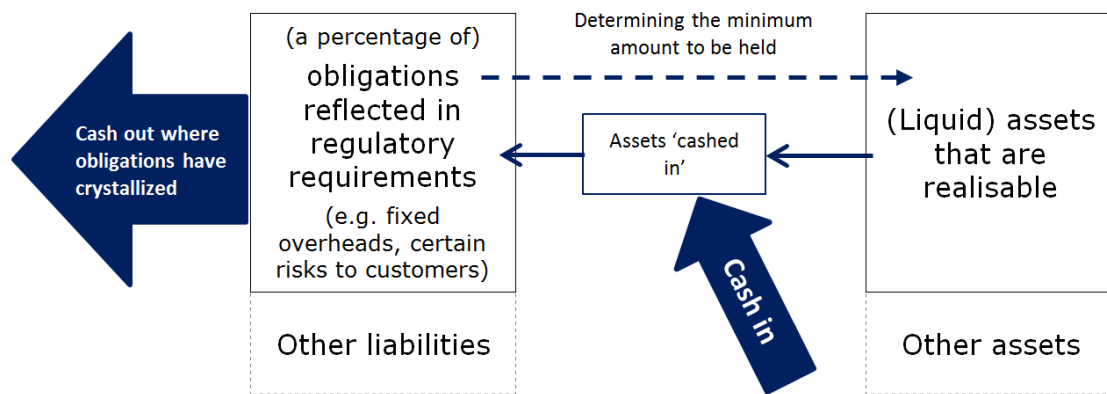 (a percentage of)
obligations
reflected in
regulatory
requirements
(e.g. fixed
overheads, certain
risks to customers)
Cash out where
obligations have
crystallized
Determining the minimum
amount to be held
Assets ‘cashed
in’
Cash in
(Liquid) assets
that are
realisable
Other liabilities
Other assets